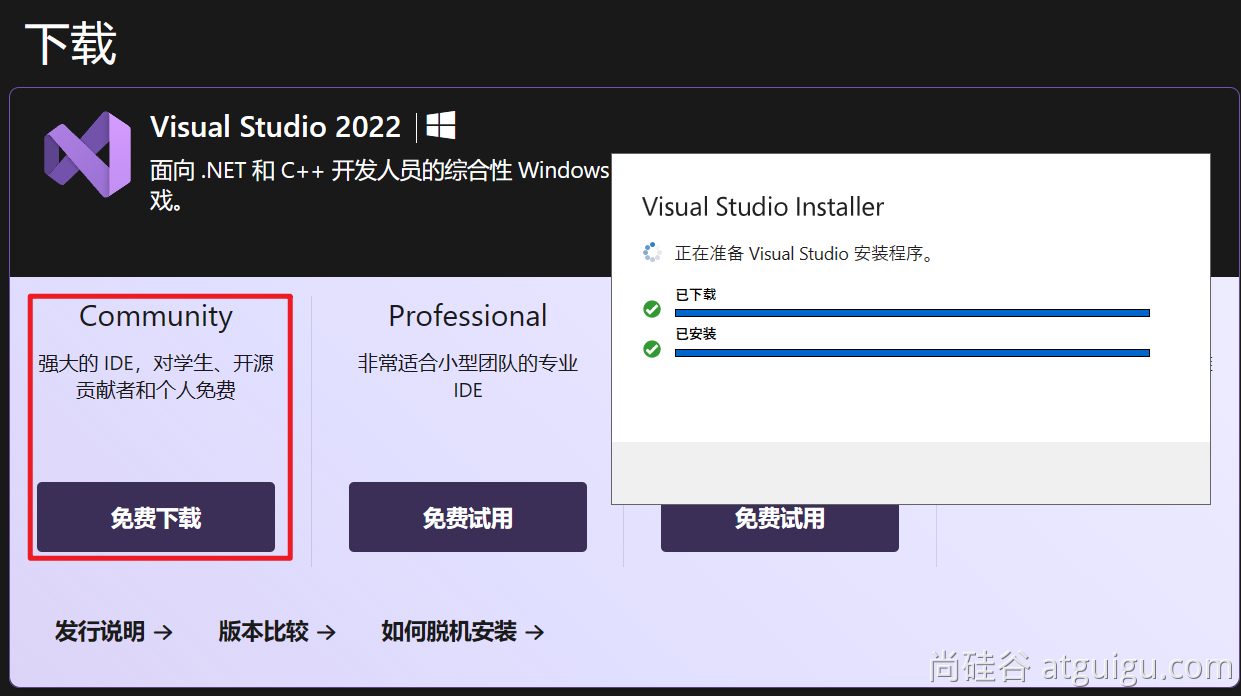 下载
Visual Studio 2022
面向 .NET 和 C++ 开发人员的综合性 Windows
戏。
Visual Studio Installer
正在准备 Visual Studio 安装程序。
已下载
已安装
Community
强大的 IDE，对学生、开源
贡献者和个人免费
免费下载
Professional
非常适合小型团队的专业
IDE
免费试用
免费试用
发行说明 →
版本比较 →
如何脱机安装 →
尚硅谷 atguigu.com